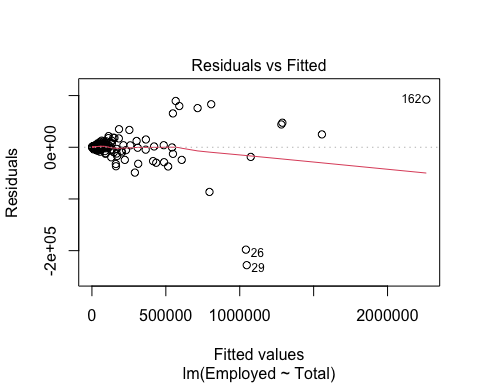 Residuals vs Fitted
Residuals
0e+00
-2e+05
162
26
29
0
500000
1000000
2000000
Fitted values
lm(Employed ~ Total)